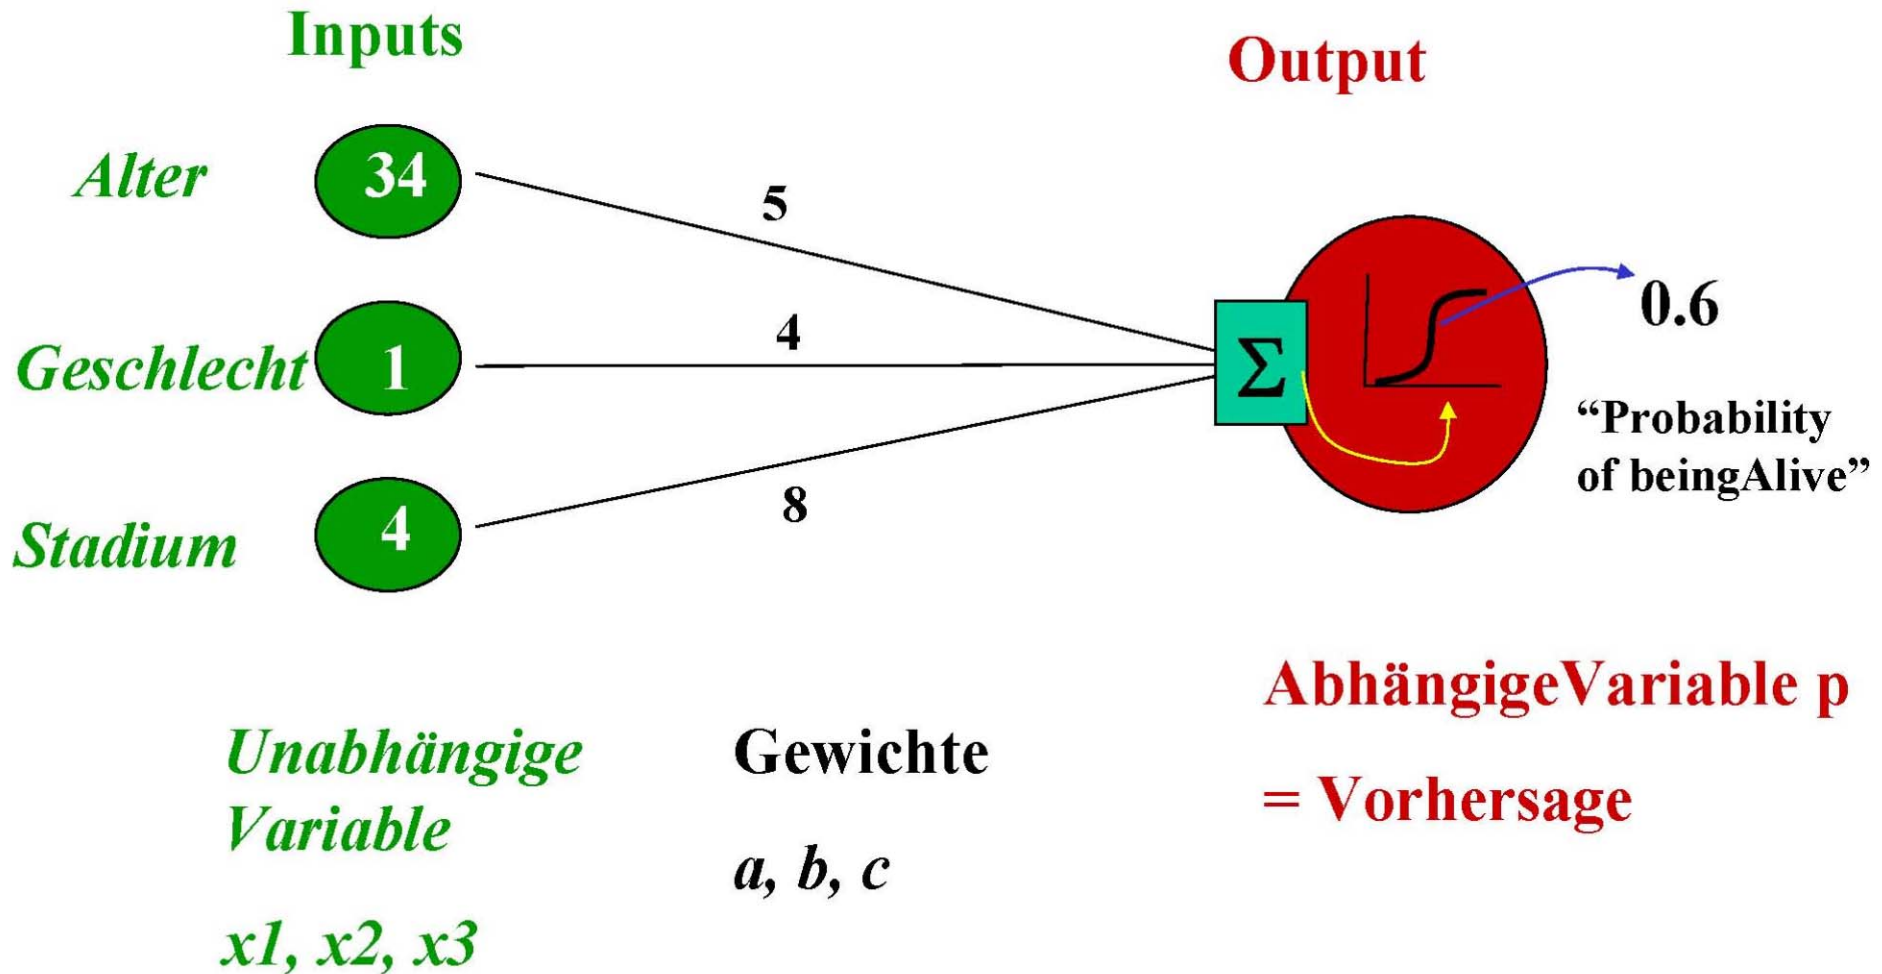 Inputs
Output
Alter
34
5
Geschlecht
1
4
Σ
0.6
“Probability
of beingAlive”
Stadium
4
8
Unabhängige
Variable
x1, x2, x3
Gewichte
a, b, c
AbhängigeVariable p
= Vorhersage